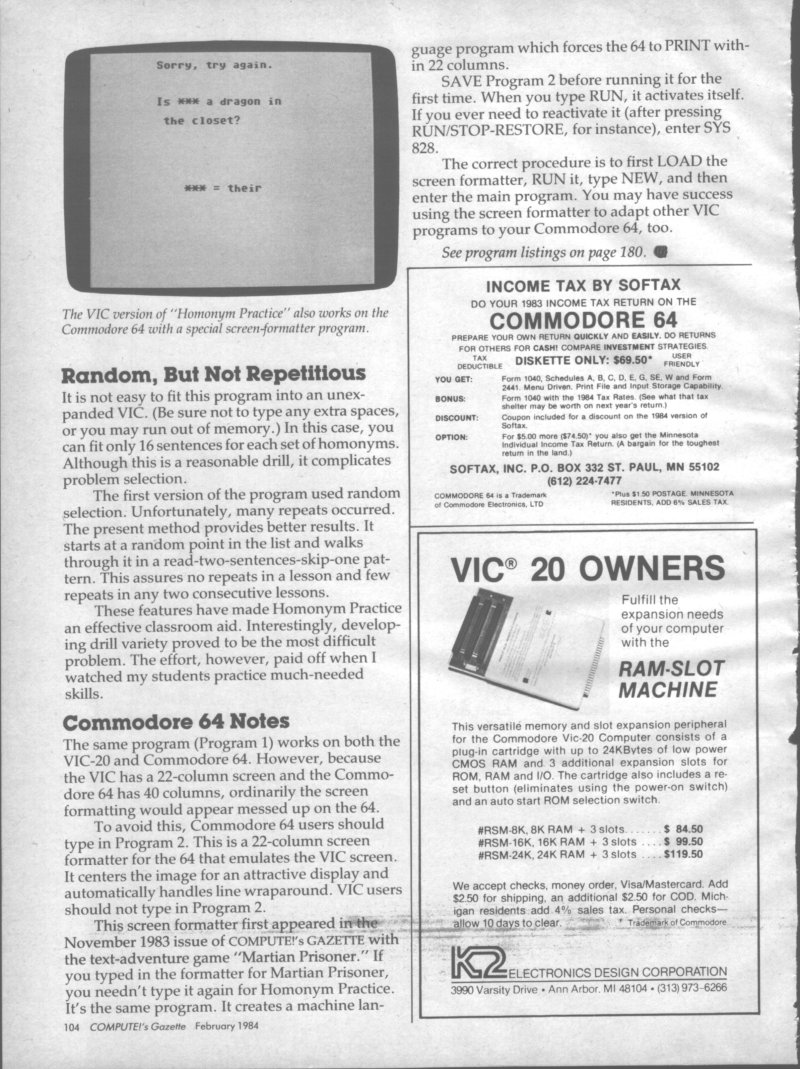 Sorry, try again.
Is *** a dragon in
the closet?
*** = their
The VIC version of "Homonym Practice" also works on the
Commodore 64 with a special screen-formatter program.
Random, But Not Repetitious
It is not easy to fit this program into an unex-
panded VIC. (Be sure not to type any extra spaces,
or you may run out of memory.) In this case, you
can fit only 16 sentences for each set of homonyms.
Although this is a reasonable drill, it complicates
problem selection.
The first version of the program used random
selection. Unfortunately, many repeats occurred.
The present method provides better results. It
starts at a random point in the list and walks
through it in a read-two-sentences-skip-one pat-
tern. This assures no repeats in a lesson and few
repeats in any two consecutive lessons.
These features have made Homonym Practice
an effective classroom aid. Interestingly, develop-
ing drill variety proved to be the most difficult
problem. The effort, however, paid off when I
watched my students practice much-needed
skills.
Commodore 64 Notes
The same program (Program 1) works on both the
VIC-20 and Commodore 64. However, because
the VIC has a 22-column screen and the Commo-
dore 64 has 40 columns, ordinarily the screen
formatting would appear messed up on the 64.
To avoid this, Commodore 64 users should
type in Program 2. This is a 22-column screen
formatter for the 64 that emulates the VIC screen.
It centers the image for an attractive display and
automatically handles line wraparound. VIC users
should not type in Program 2.
This screen formatter first appeared in the
November 1983 issue of COMPUTE!'s GAZETTE with
the text-adventure game "Martian Prisoner." If
you typed in the formatter for Martian Prisoner,
you needn't type it again for Homonym Practice.
It's the same program. It creates a machine lan-
guage program which forces the 64 to PRINT with-
in 22 columns.
SAVE Program 2 before running it for the
first time. When you type RUN, it activates itself.
If you ever need to reactivate it (after pressing
RUN/STOP-RESTORE, for instance), enter SYS
828.
The correct procedure is to first LOAD the
screen formatter, RUN it, type NEW, and then
enter the main program. You may have success
using the screen formatter to adapt other VIC
programs to your Commodore 64, too.
See program listings on page 180.
INCOME TAX BY SOFTAX
DO YOUR 1983 INCOME TAX RETURN ON THE
COMMODORE 64
PREPARE YOUR OWN RETURN QUICKLY AND EASILY. DO RETURNS
FOR OTHERS FOR CASH! COMPARE INVESTMENT STRATEGIES.
TAX DEDUCTIBLE DISKETTE ONLY: $69.50* USER FRIENDLY
YOU GET: Form 1040, Schedules A, B, C, D, E, G, SE, W and Form
2441. Menu Driven. Print File and Input Storage Capability.
BONUS: Form 1040 with the 1984 Tax Rates. (See what that tax
shelter may be worth on next year's return.)
DISCOUNT: Coupon included for a discount on the 1984 version of
Softax.
OPTION: For $5.00 more ($74.50)* you also get the Minnesota
Individual Income Tax Return. (A bargain for the toughest
return in the land.)
SOFTAX, INC. P.O. BOX 332 ST. PAUL, MN 55102
(612) 224-7477
COMMODORE 64 is a Trademark
of Commodore Electronics, LTD
*Plus $1.50 POSTAGE. MINNESOTA
RESIDENTS, ADD 6% SALES TAX.
VIC® 20 OWNERS
Fulfill the
expansion needs
of your computer
with the
RAM-SLOT
MACHINE
This versatile memory and slot expansion peripheral
for the Commodore Vic-20 Computer consists of a
plug-in cartridge with up to 24KBytes of low power
CMOS RAM and 3 additional expansion slots for
ROM, RAM and I/O. The cartridge also includes a re-
set button (eliminates using the power-on switch)
and an auto start ROM selection switch.
#RSM-8K, 8K RAM + 3 slots. . . . . . . $ 84.50
#RSM-16K, 16K RAM + 3 slots . . . . $ 99.50
#RSM-24K, 24K RAM + 3 slots . . . . $119.50
We accept checks, money order, Visa/Mastercard. Add
$2.50 for shipping, an additional $2.50 for COD. Mich-
igan residents add 4% sales tax. Personal checks—
allow 10 days to clear. * Trademark of Commodore
K2 ELECTRONICS DESIGN CORPORATION
3990 Varsity Drive • Ann Arbor, MI 48104 • (313) 973-6266
104 COMPUTE!'s Gazette February 1984